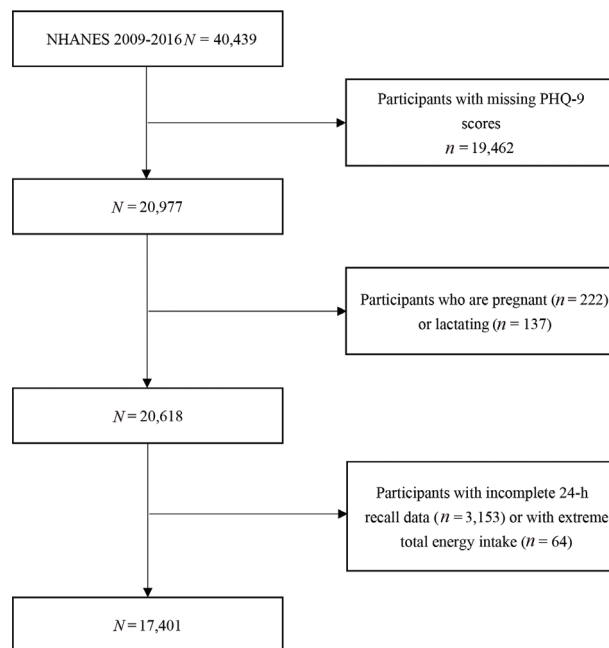 NHANES 2009-2016 N = 40,439
Participants with missing PHQ-9
scores
n = 19,462
N = 20,977
Participants who are pregnant (n = 222)
or lactating (n = 137)
N = 20,618
Participants with incomplete 24-h
recall data (n = 3,153) or with extreme
total energy intake (n = 64)
N = 17,401